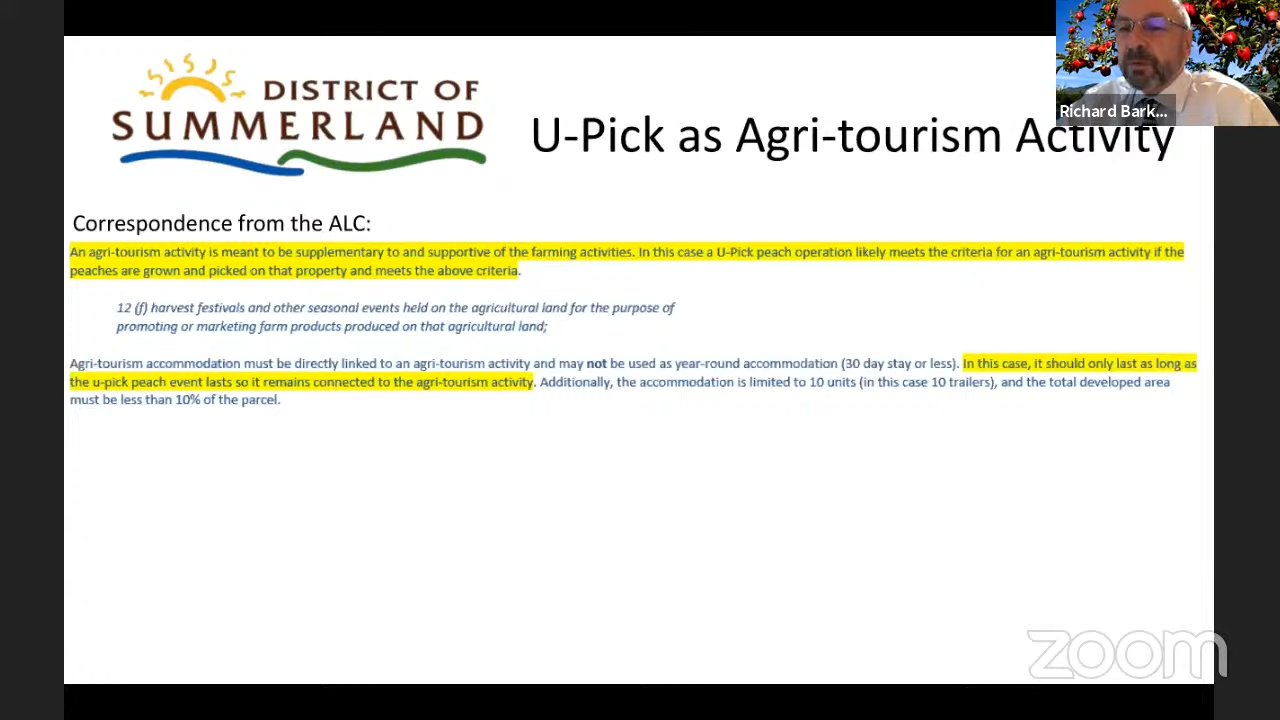 DISTRICT OF
SUMMERLAND
Richard Bark...
U-Pick as Agri-tourism Activity
Correspondence from the ALC:
An agri-tourism activity is meant to be supplementary to and supportive of the farming activities. In this case a U-Pick peach operation likely meets the criteria for an agri-tourism activity if the
peaches are grown and picked on that property and meets the above criteria.
12 (f) harvest festivals and other seasonal events held on the agricultural land for the purpose of
promoting or marketing farm products produced on that agricultural land;
Agri-tourism accommodation must be directly linked to an agri-tourism activity and may not be used as year-round accommodation (30 day stay or less). In this case, it should only last as long as
the u-pick peach event lasts so it remains connected to the agri-tourism activity. Additionally, the accommodation is limited to 10 units (in this case 10 trailers), and the total developed area
must be less than 10% of the parcel.
zoom